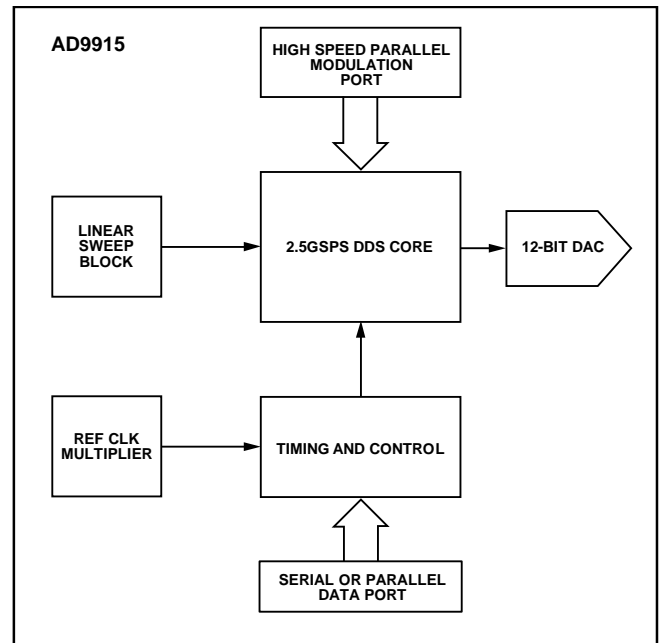 AD9915
HIGH SPEED PARALLEL
MODULATION
PORT
LINEAR
SWEEP
BLOCK
2.5GSPS DDS CORE
12-BIT DAC
REF CLK
MULTIPLIER
TIMING AND CONTROL
SERIAL OR PARALLEL
DATA PORT